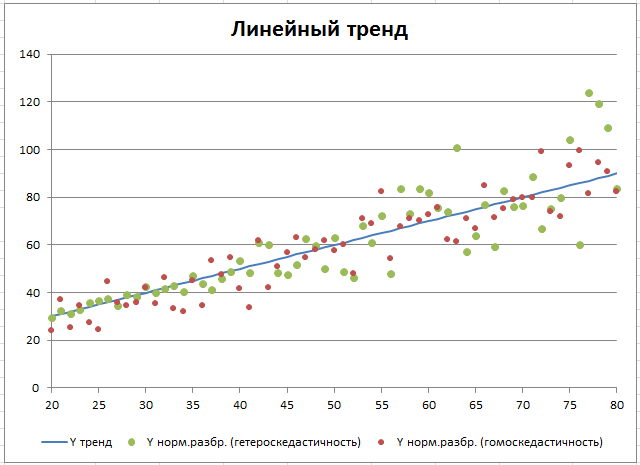 Линейный тренд
140
120
100
80
60
40
20
0
20 25 30 35 40 45 50 55 60 65 70 75 80
Y тренд Y норм.разбр. (гетероскедастичность) Y норм.разбр. (гомоскедастичность)